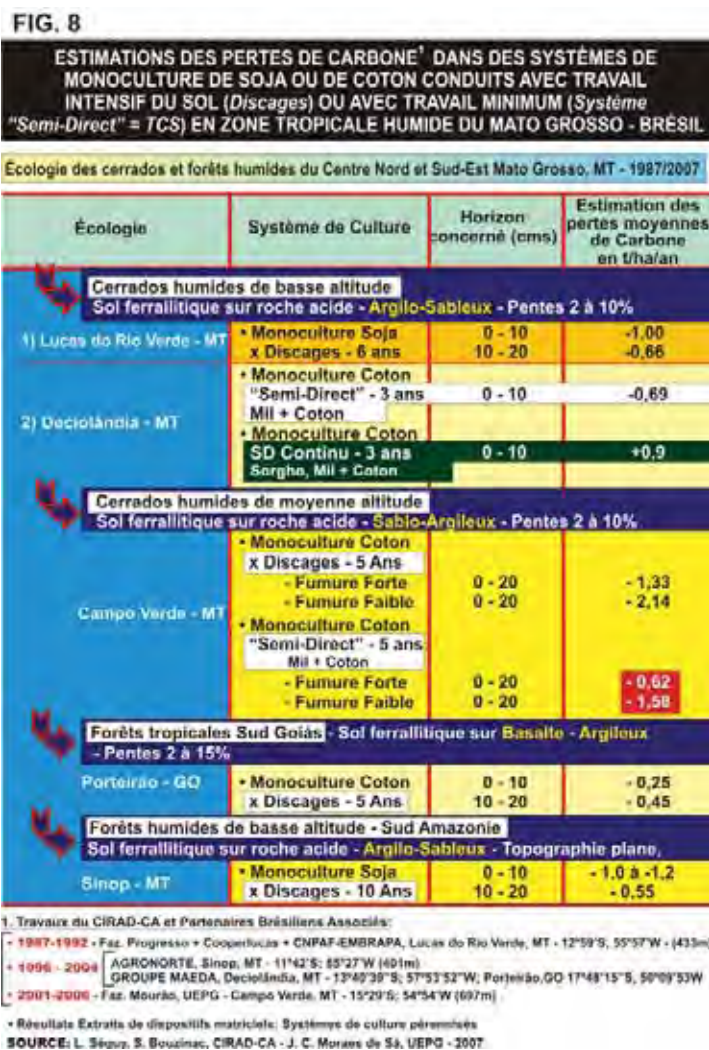 FIG. 8
ESTIMATIONS DES PERTES DE CARBONE¹ DANS DES SYSTÈMES DE
MONOCULTURE DE SOJA OU DE COTON CONDUITS AVEC TRAVAIL
INTENSIF DU SOL (Discages) OU AVEC TRAVAIL MINIMUM (Système
"Semi-Direct" = TCS) EN ZONE TROPICALE HUMIDE DU MATO GROSSO - BRÉSIL
Écologie des cerrados et forêts humides du Centre Nord et Sud-Est Mato Grosso, MT - 1987/2007
Écologie Système de Culture Horizon concerné (cms) Estimation des pertes moyennes de Carbone en t/ha/an
Cerrados humides de basse altitude
Sol ferrallitique sur roche acide - Argilo-Sableux - Pentes 2 à 10%
1) Lucas do Rio Verde - MT • Monoculture Soja 0 - 10 -1,00
x Discages - 6 ans 10 - 20 -0,66
• Monoculture Coton
"Semi-Direct" - 3 ans 0 - 10 -0,69
Mil + Coton
2) Deciolândia - MT
• Monoculture Coton
SD Continu - 3 ans 0 - 10 +0,9
Sorgho, Mil + Coton
Cerrados humides de moyenne altitude
Sol ferrallitique sur roche acide - Sablo-Argileux - Pentes 2 à 10%
• Monoculture Coton
x Discages - 5 Ans
- Fumure Forte 0 - 20 - 1,33
- Fumure Faible 0 - 20 - 2,14
Campo Verde - MT
• Monoculture Coton
"Semi-Direct" - 5 ans
Mil + Coton
- Fumure Forte 0 - 20 - 0,62
- Fumure Faible 0 - 20 - 1,58
Forêts tropicales Sud Goiás - Sol ferrallitique sur Basalte - Argileux
- Pentes 2 à 15%
Porteirão - GO • Monoculture Coton 0 - 10 - 0,25
x Discages - 5 Ans 10 - 20 - 0,45
Forêts humides de basse altitude - Sud Amazonie
Sol ferrallitique sur roche acide - Argilo-Sableux - Topographie plane,
Sinop - MT • Monoculture Soja 0 - 10 - 1,0 à -1,2
x Discages - 10 Ans 10 - 20 - 0,55
1. Travaux du CIRAD-CA et Partenaires Brésiliens Associés:
• 1987-1992 - Faz. Progresso + Cooperlucas + CNPAF-EMBRAPA, Lucas do Rio Verde, MT - 12°59'S, 55°57'W - (433m)
• 1996 - 2004 AGRONORTE, Sinop, MT - 11°42'S; 55°27'W (401m)
GROUPE MAEDA, Deciolândia, MT - 13°40'39"S; 57°53'52"W; Porteirão,GO 17°48'15"S, 50°09'53W
• 2001-2006 - Faz. Mourão, UEPG - Campo Verde, MT - 15°29'S; 54°54'W (697m)
• Résultats Extraits de dispositifs matriciels: Systèmes de culture pérennisés
SOURCE: L. Séguy, S. Bouzinac, CIRAD-CA - J. C. Moraes de Sá, UEPG - 2007